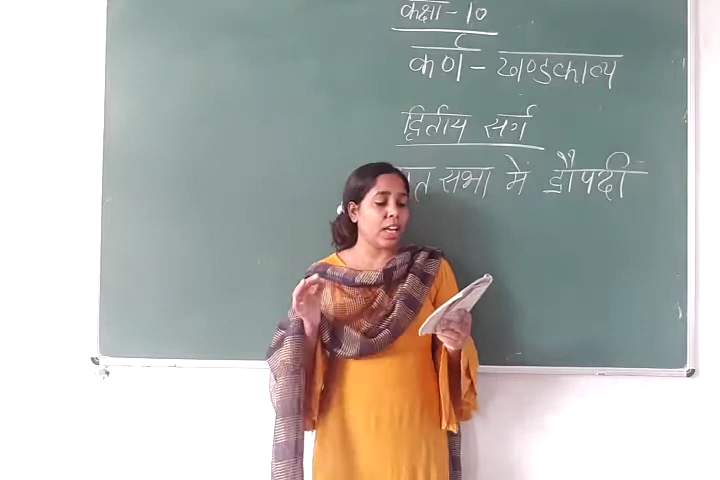 कक्षा - 10
कर्ण - खण्डकाव्य
द्वितीय सर्ग
सभा में द्रौपदी